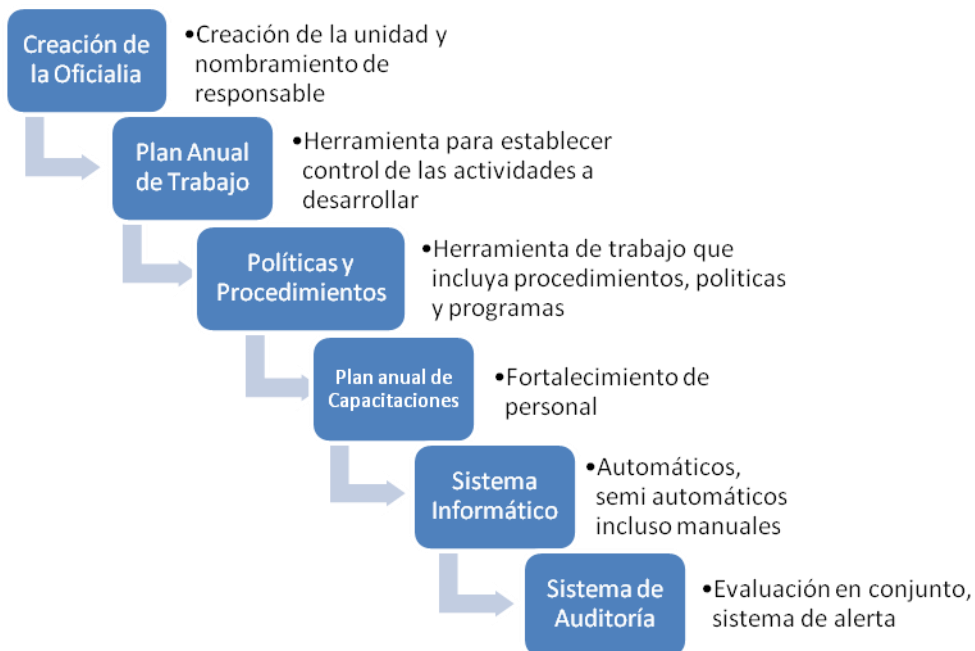 Creación de
la Oficialia
•Creación de la unidad y
nombramiento de
responsable
Plan Anual
de Trabajo
•Herramienta para establecer
control de las actividades a
desarrollar
Políticas y
Procedimientos
•Herramienta de trabajo que
incluya procedimientos, politicas
y programas
Plan anual de
Capacitaciones
•Fortalecimiento de
personal
Sistema
Informático
•Automáticos,
semi automáticos
incluso manuales
Sistema de
Auditoría
•Evaluación en conjunto,
sistema de alerta